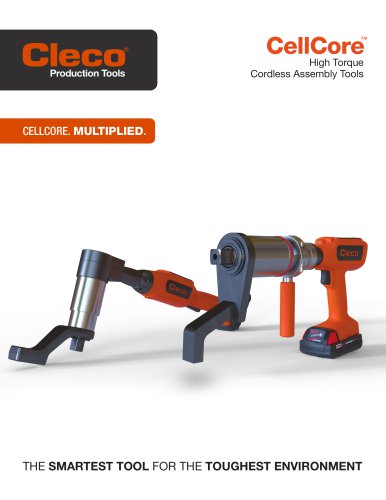 Cleco®
Production Tools
CellCore™
High Torque
Cordless Assembly Tools
CELLCORE. MULTIPLIED.
Cleco
Cleco
THE SMARTEST TOOL FOR THE TOUGHEST ENVIRONMENT